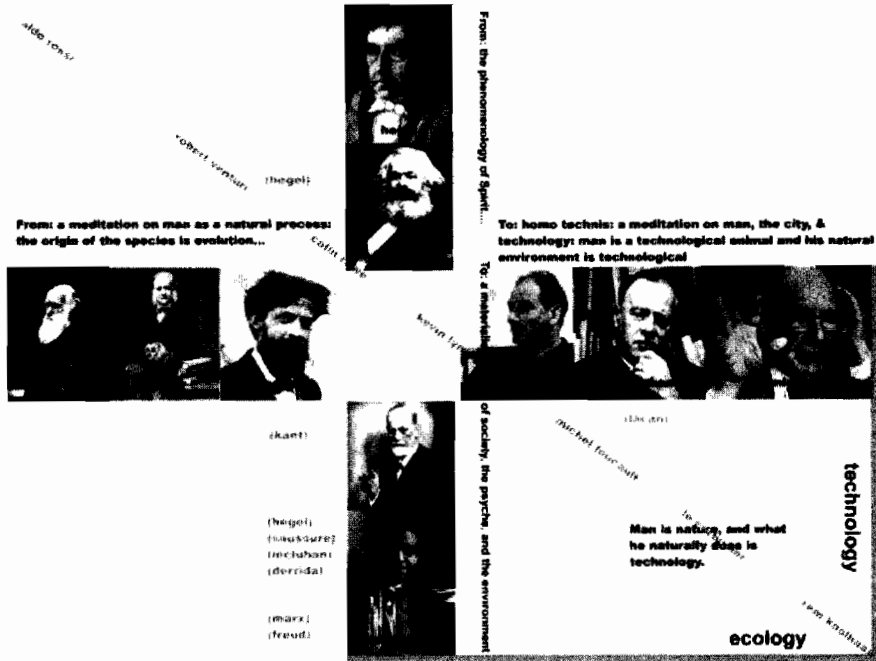 aldo rossi
robert venturi
(hegel)
he
From: the phenomenology of Spirit....
From: a meditation on man as a natural process:
the origin of the species is evolution...
To: homo technis: a meditation on man, the city, &
technology: man is a technological animal and his natural
environment is technological
colin
kevin
To: a
of society, the psyche, and the environment
(kant)
(lacan)
michel foucault
(hegel)
(saussure)
(mcluhan)
(derrida)
(marx)
(freud)
Man is nature, and what
he naturally does is
technology.
technology
ecology
rem koolhaas